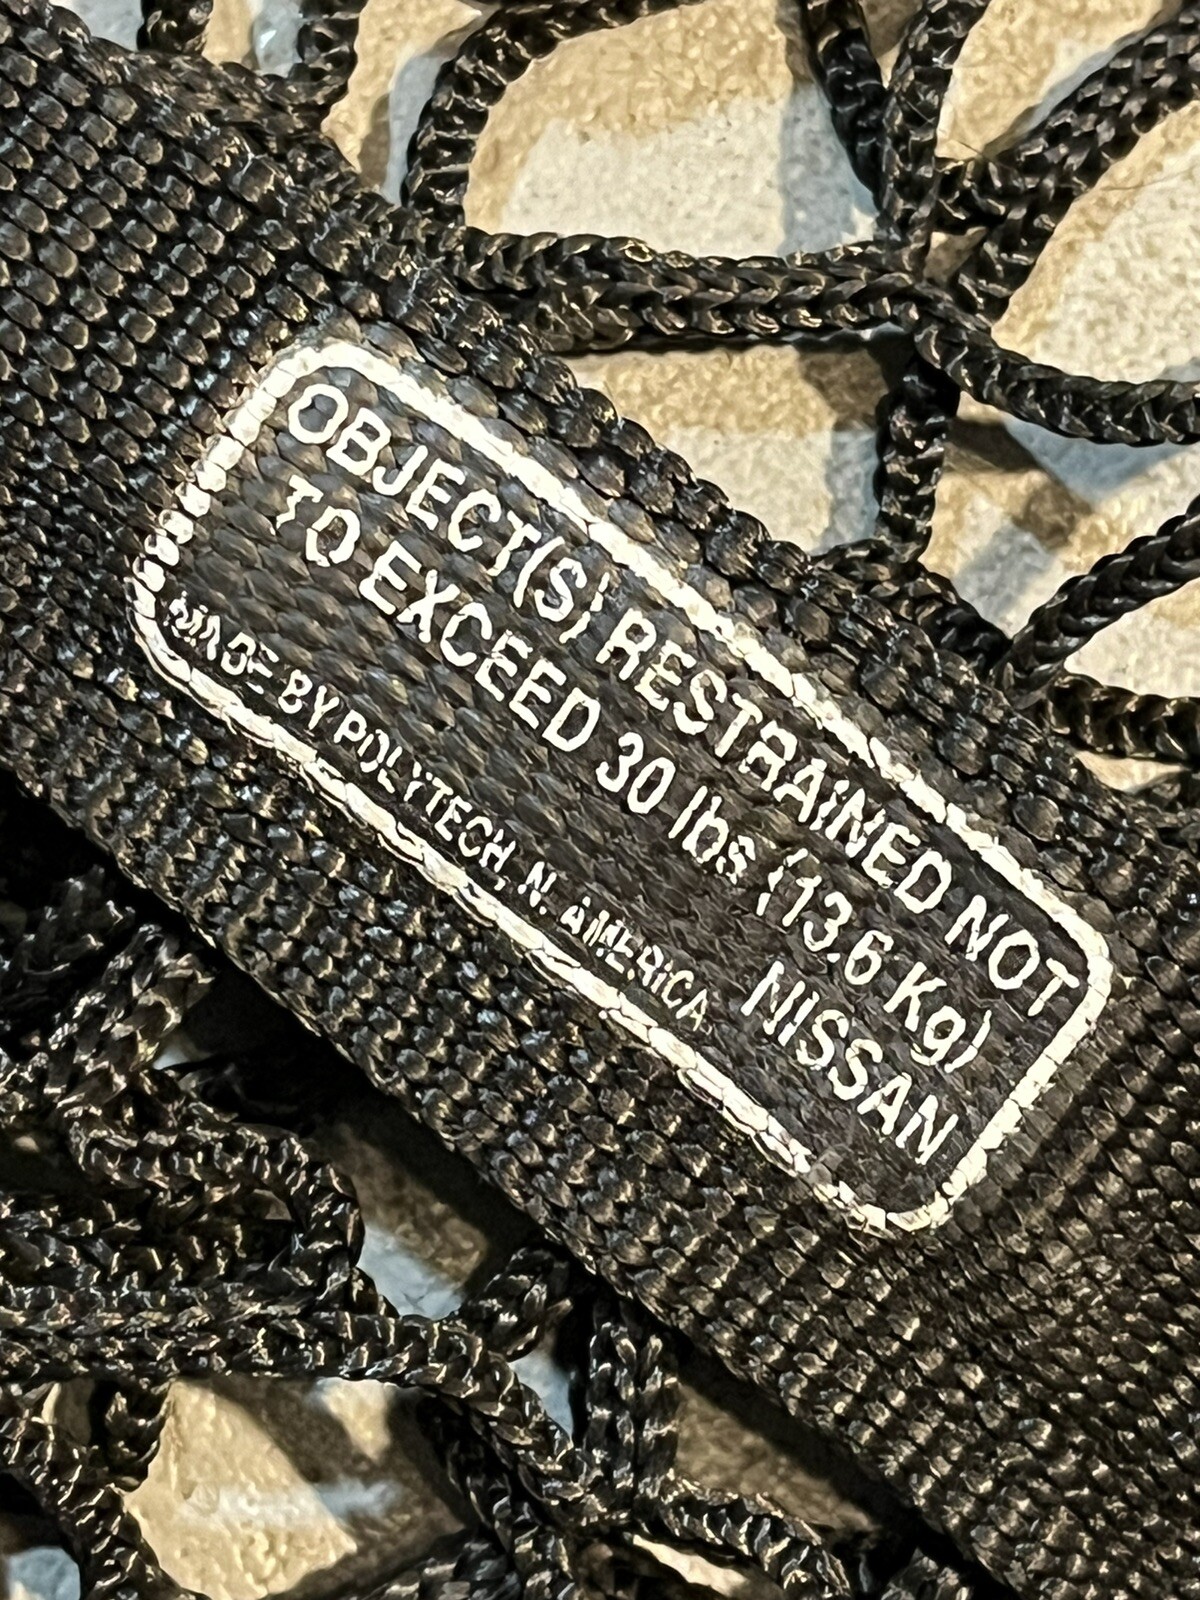 OBJECT(S) RESTRAINED NOT
TO EXCEED 30 lbs (13.6 Kg)
NISSAN
MADE BY POLYTECH, N. AMERICA